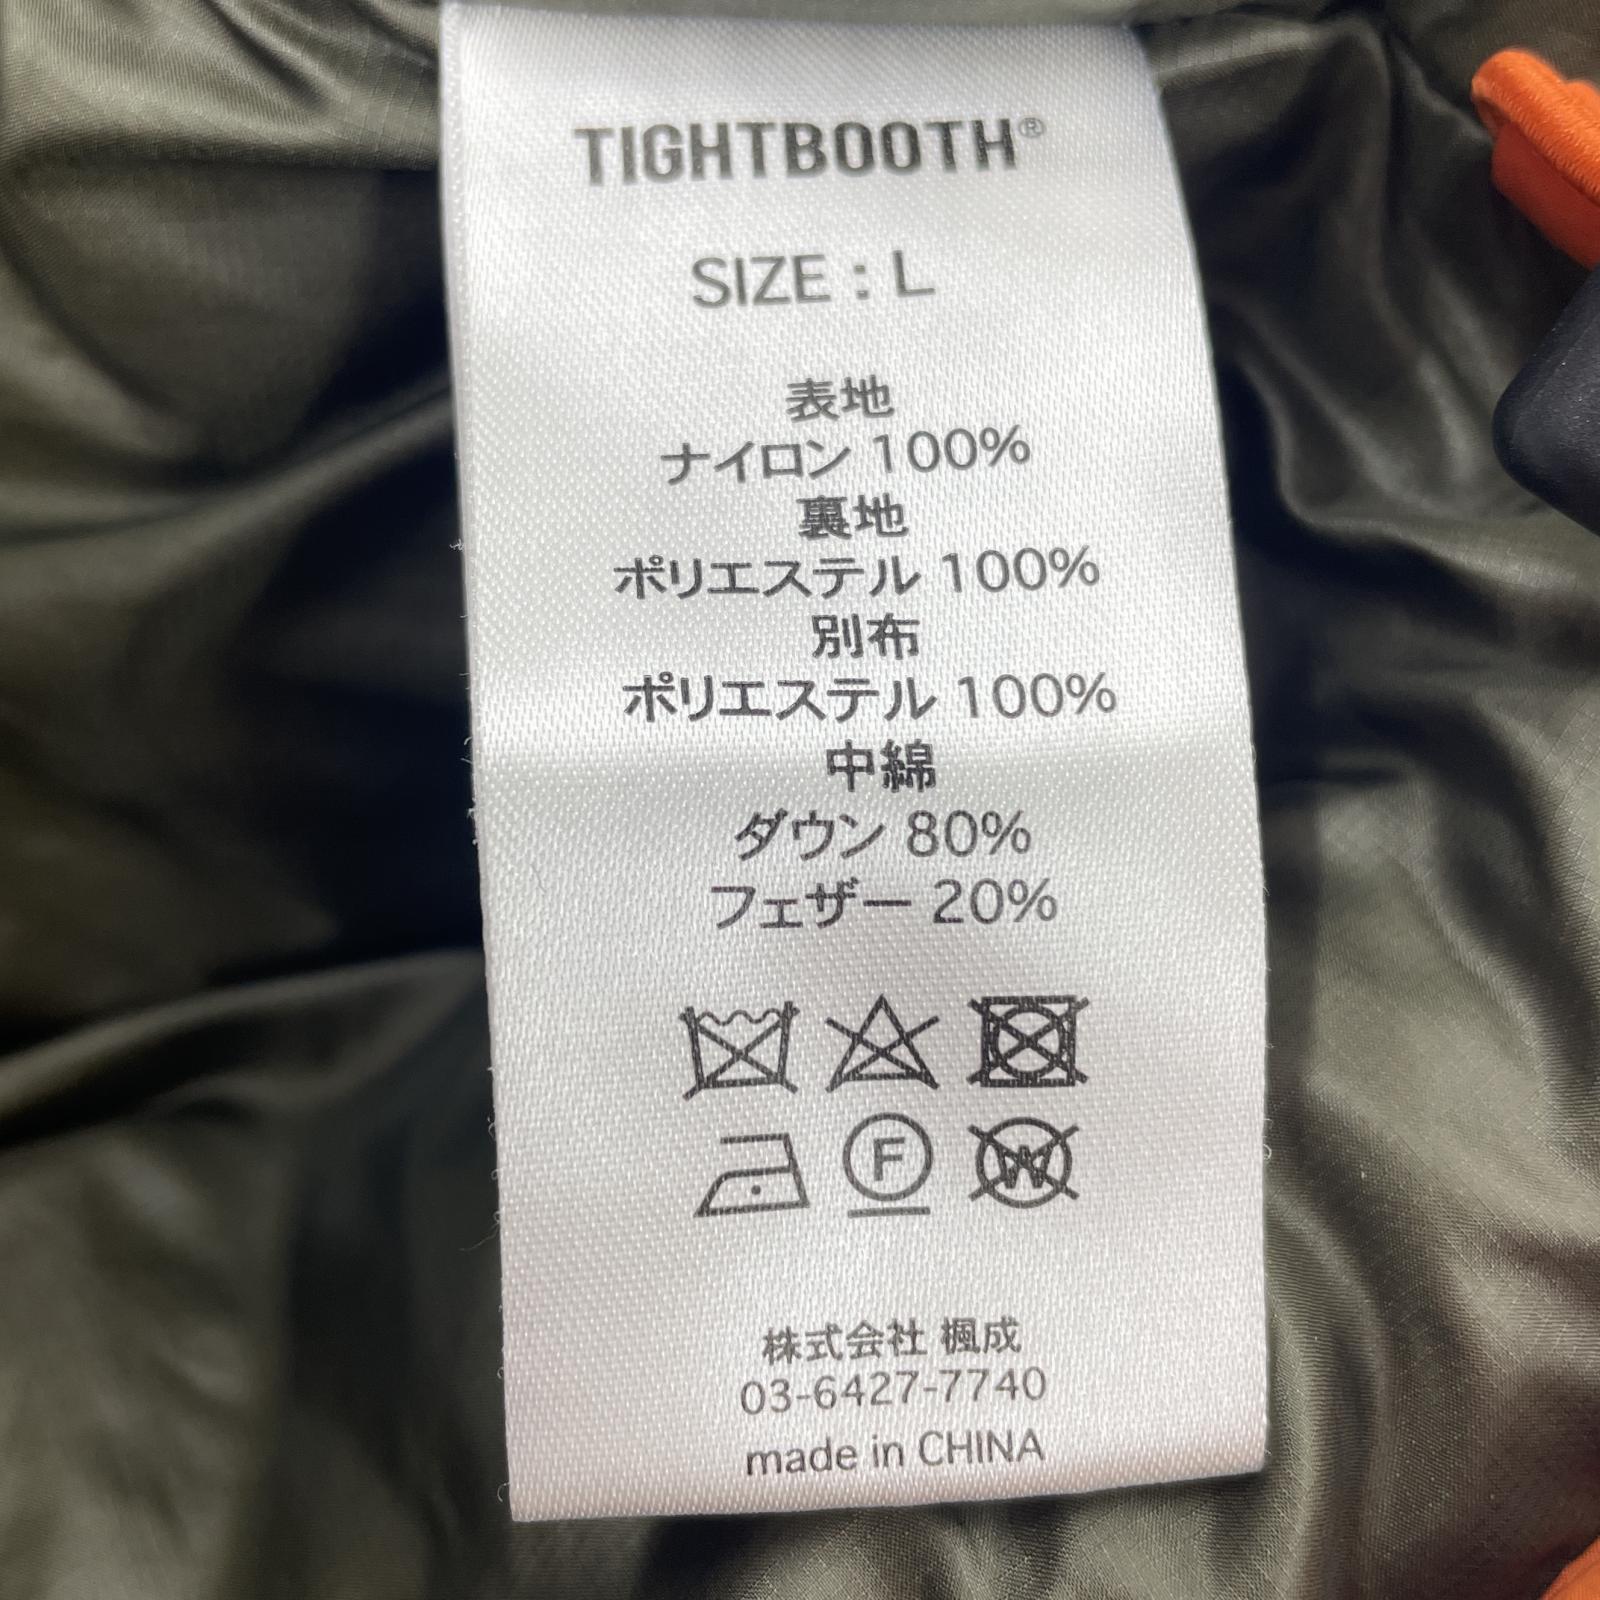 TIGHTBOOTH®
SIZE : L
表地
ナイロン 100%
裏地
ポリエステル 100%
別布
ポリエステル 100%
中綿
ダウン 80%
フェザー 20%
F W
株式会社 楓成
03-6427-7740
made in CHINA